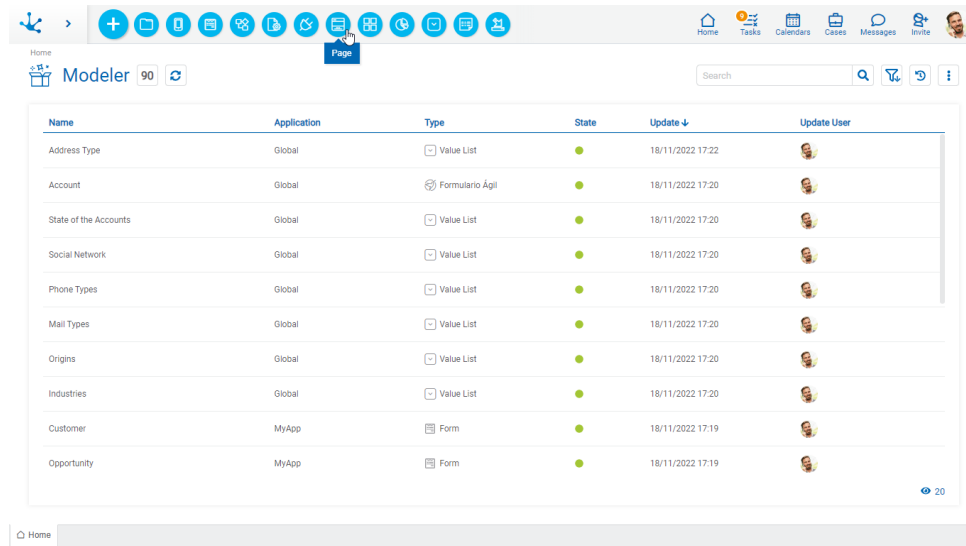 Home
9
Tasks
Calendars
Cases
Messages
Invite
Page
Home
Modeler 90
Search
Name Application Type State Update Update User
Address Type Global Value List 18/11/2022 17:22
Account Global Formulario Ágil 18/11/2022 17:20
State of the Accounts Global Value List 18/11/2022 17:20
Social Network Global Value List 18/11/2022 17:20
Phone Types Global Value List 18/11/2022 17:20
Mail Types Global Value List 18/11/2022 17:20
Origins Global Value List 18/11/2022 17:20
Industries Global Value List 18/11/2022 17:20
Customer MyApp Form 18/11/2022 17:19
Opportunity MyApp Form 18/11/2022 17:19
20
Home